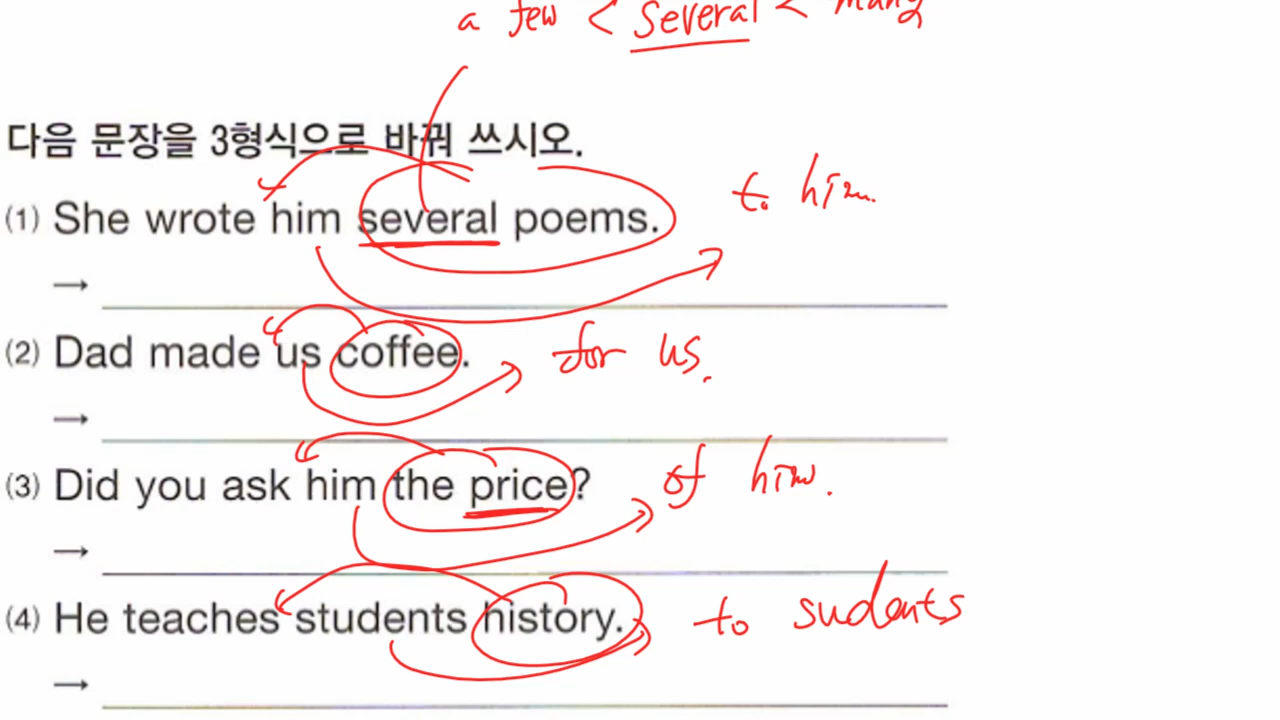 a few < several < many
다음 문장을 3형식으로 바꿔 쓰시오.
(1) She wrote him several poems. to him.
→
(2) Dad made us coffee. for us.
→
(3) Did you ask him the price? of him.
→
(4) He teaches students history. to sudents
→